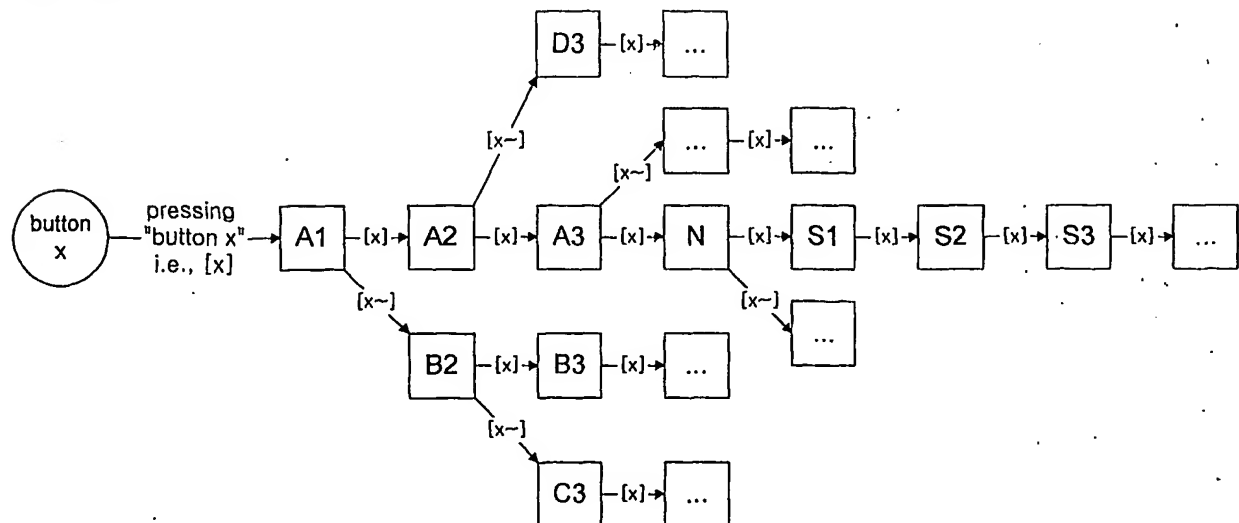 D3
[x]
...
[x~]
...
[x]
...
[x~]
button
x
pressing
"button x"
i.e., [x]
A1
[x]
A2
[x]
A3
[x]
N
[x]
S1
[x]
S2
[x]
S3
[x]
...
[x~]
[x~]
...
B2
[x]
B3
[x]
...
[x~]
C3
[x]
...